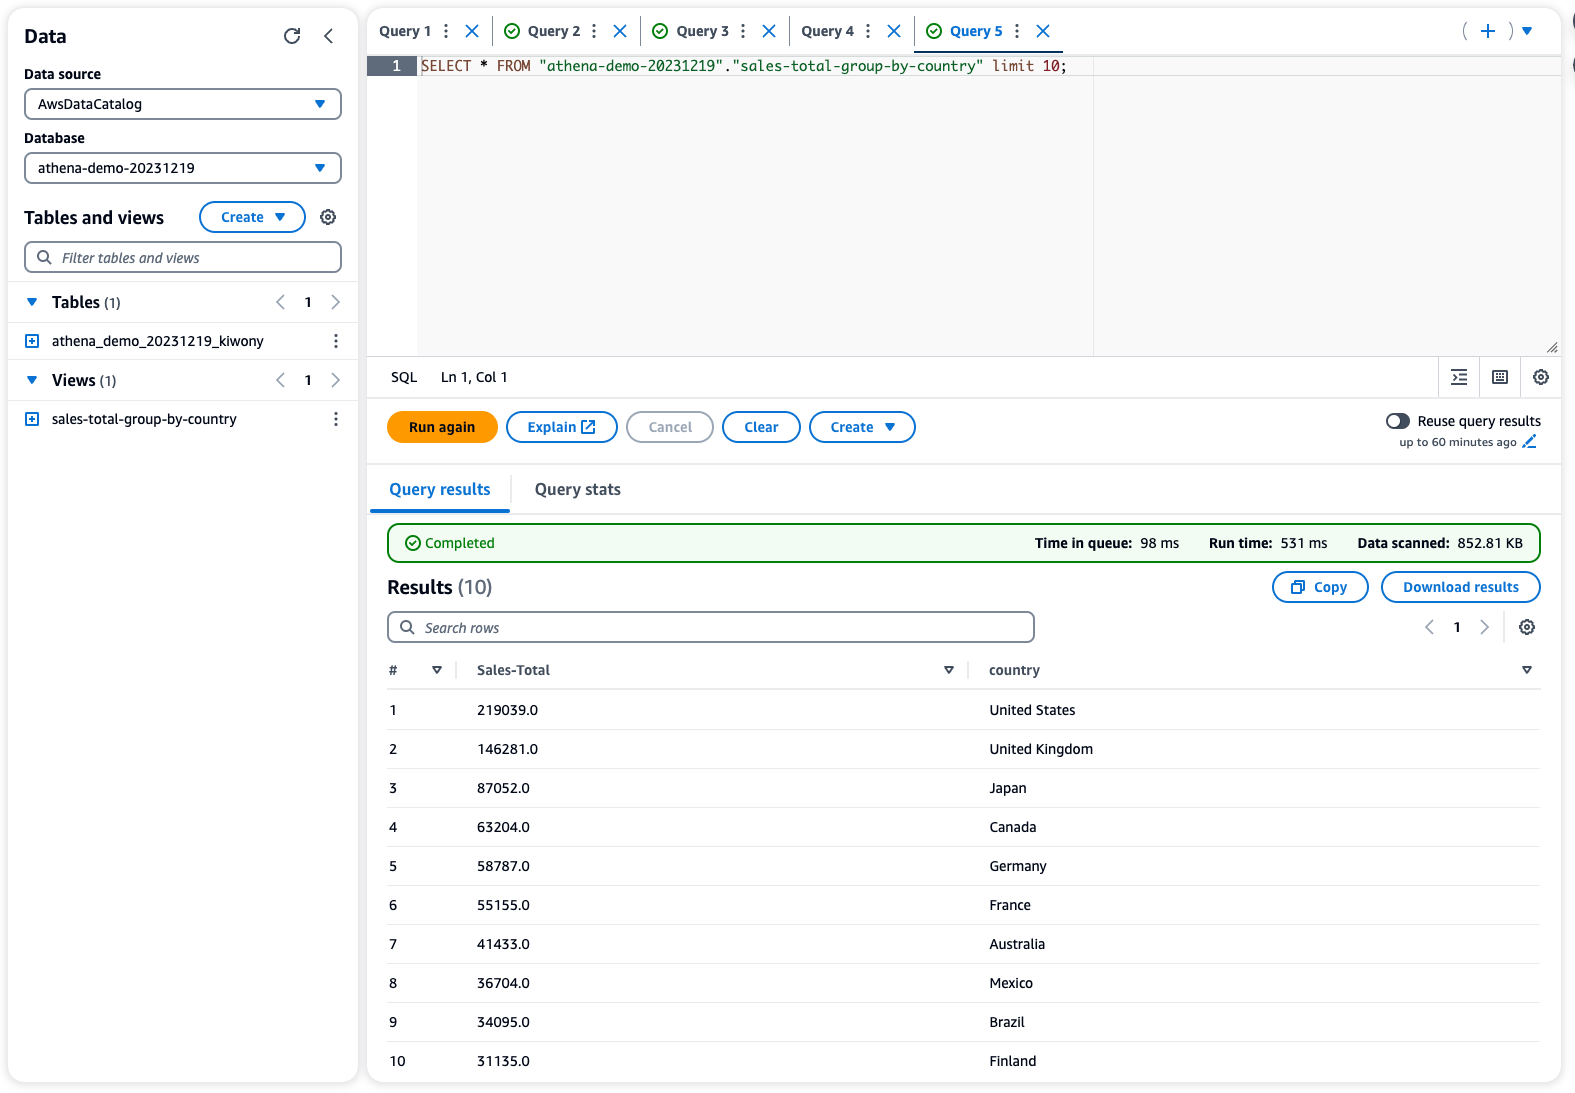 Data
Data source
AwsDataCatalog
Database
athena-demo-20231219
Tables and views
Create
Filter tables and views
Tables (1)
1
athena_demo_20231219_kiwony
Views (1)
1
sales-total-group-by-country
Query 1
Query 2
Query 3
Query 4
Query 5
1 SELECT * FROM "athena-demo-20231219"."sales-total-group-by-country" limit 10;
SQL Ln 1, Col 1
Run again
Explain
Cancel
Clear
Create
Reuse query results
up to 60 minutes ago
Query results
Query stats
Completed
Time in queue: 98 ms Run time: 531 ms Data scanned: 852.81 KB
Results (10)
Copy
Download results
Search rows
1
# Sales-Total country
1 219039.0 United States
2 146281.0 United Kingdom
3 87052.0 Japan
4 63204.0 Canada
5 58787.0 Germany
6 55155.0 France
7 41433.0 Australia
8 36704.0 Mexico
9 34095.0 Brazil
10 31135.0 Finland